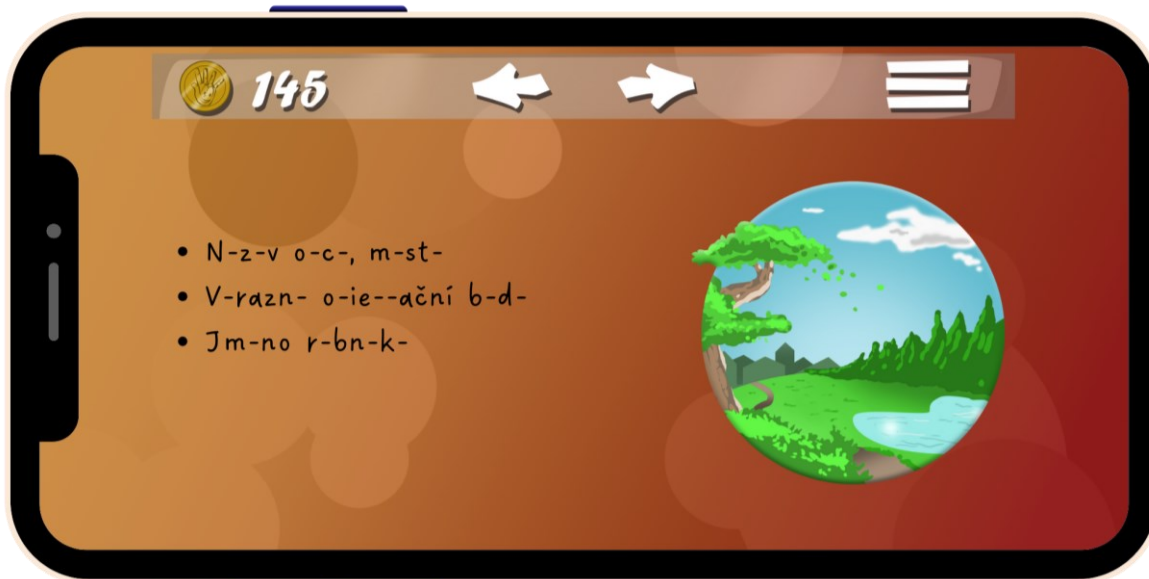 145
• N-z-v o-c-, m-st-
• V-razn- o-ie--ační b-d-
• Jm-no r-bn-k-